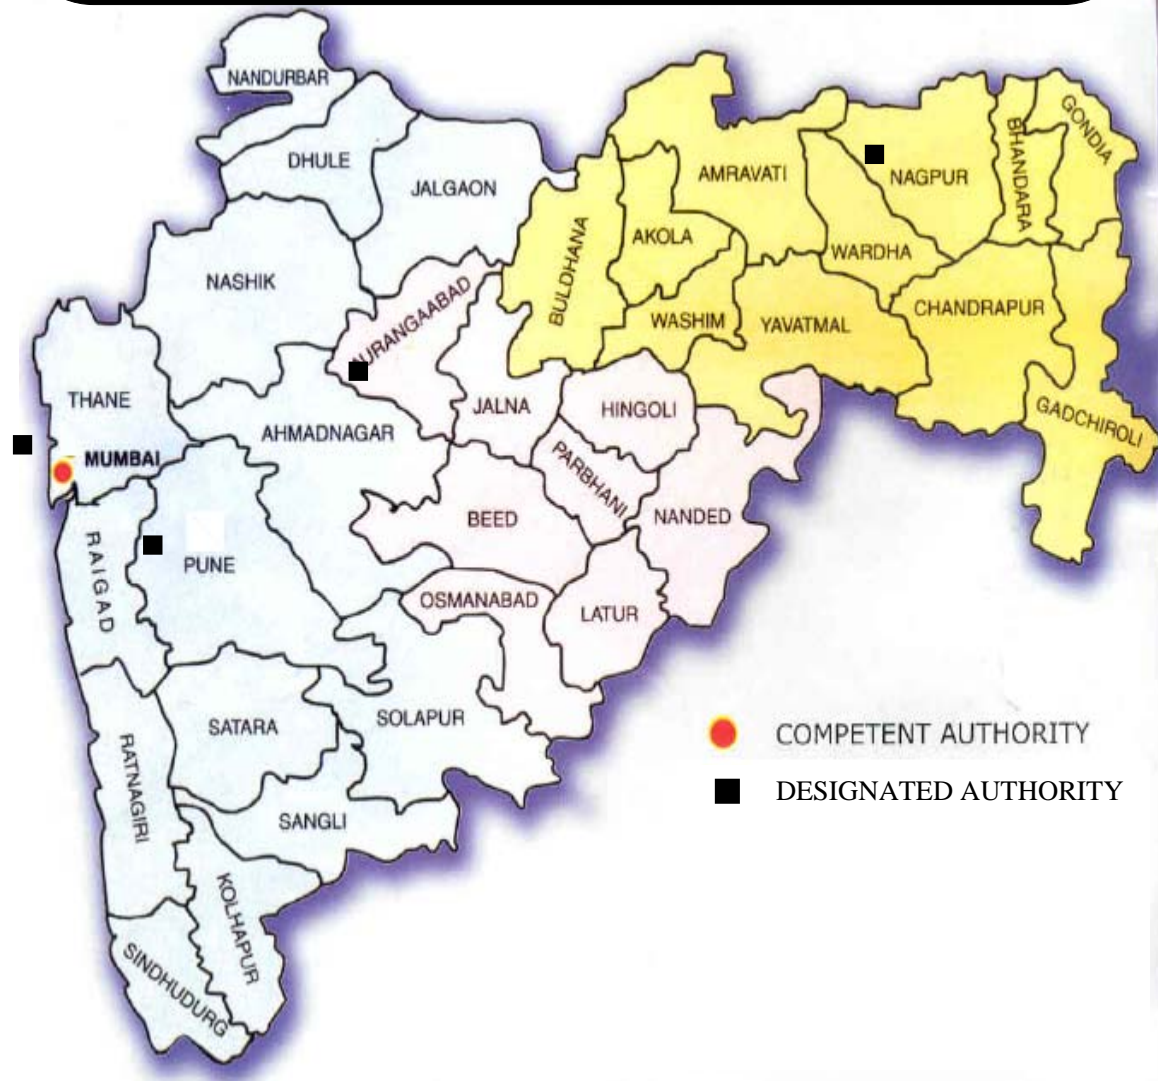 NANDURBAR
DHULE
JALGAON
NASHIK
BULDHANA
AKOLA
AMRAVATI
NAGPUR
BHANDARA
GONDIA
WARDHA
WASHIM
YAVATMAL
CHANDRAPUR
GADCHIROLI
AURANGAABAD
THANE
MUMBAI
AHMADNAGAR
JALNA
HINGOLI
PARBHANI
BEED
NANDED
RAIGAD
PUNE
OSMANABAD
LATUR
SATARA
SOLAPUR
RATNAGIRI
SANGLI
KOLHAPUR
SINDHUDURG
COMPETENT AUTHORITY
DESIGNATED AUTHORITY